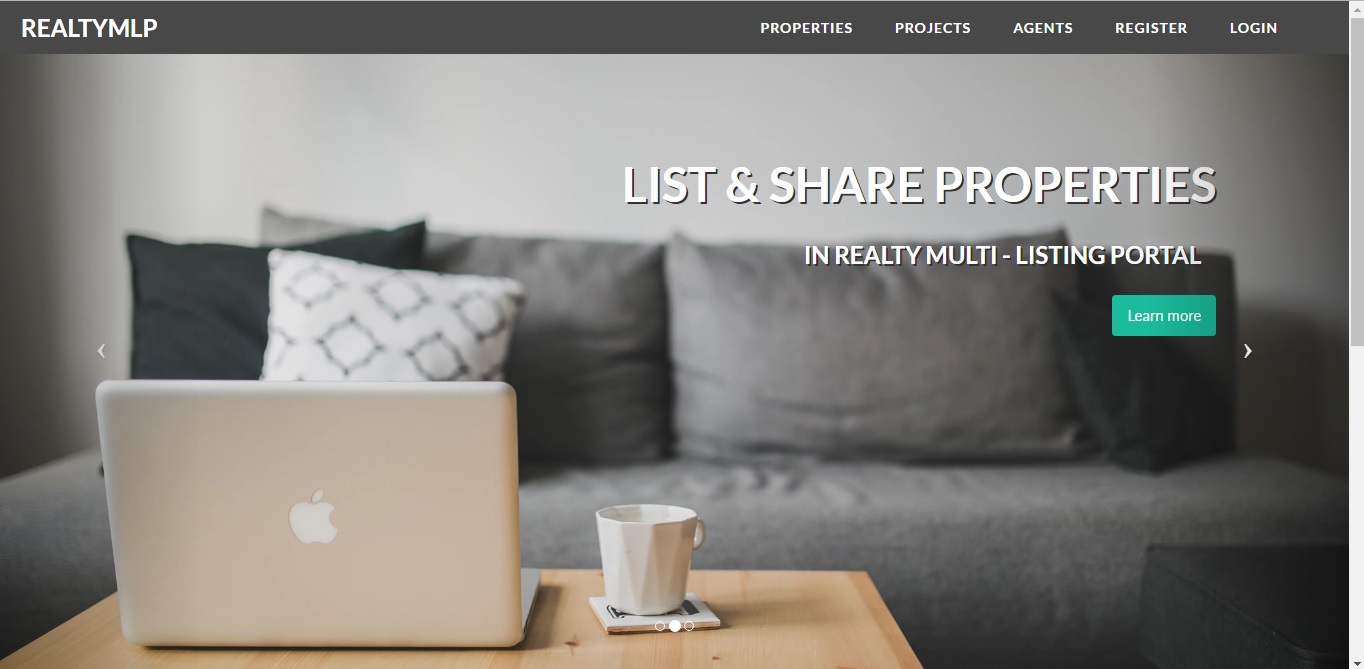 REALTYMLP
PROPERTIES PROJECTS AGENTS REGISTER LOGIN
LIST & SHARE PROPERTIES
IN REALTY MULTI - LISTING PORTAL
Learn more